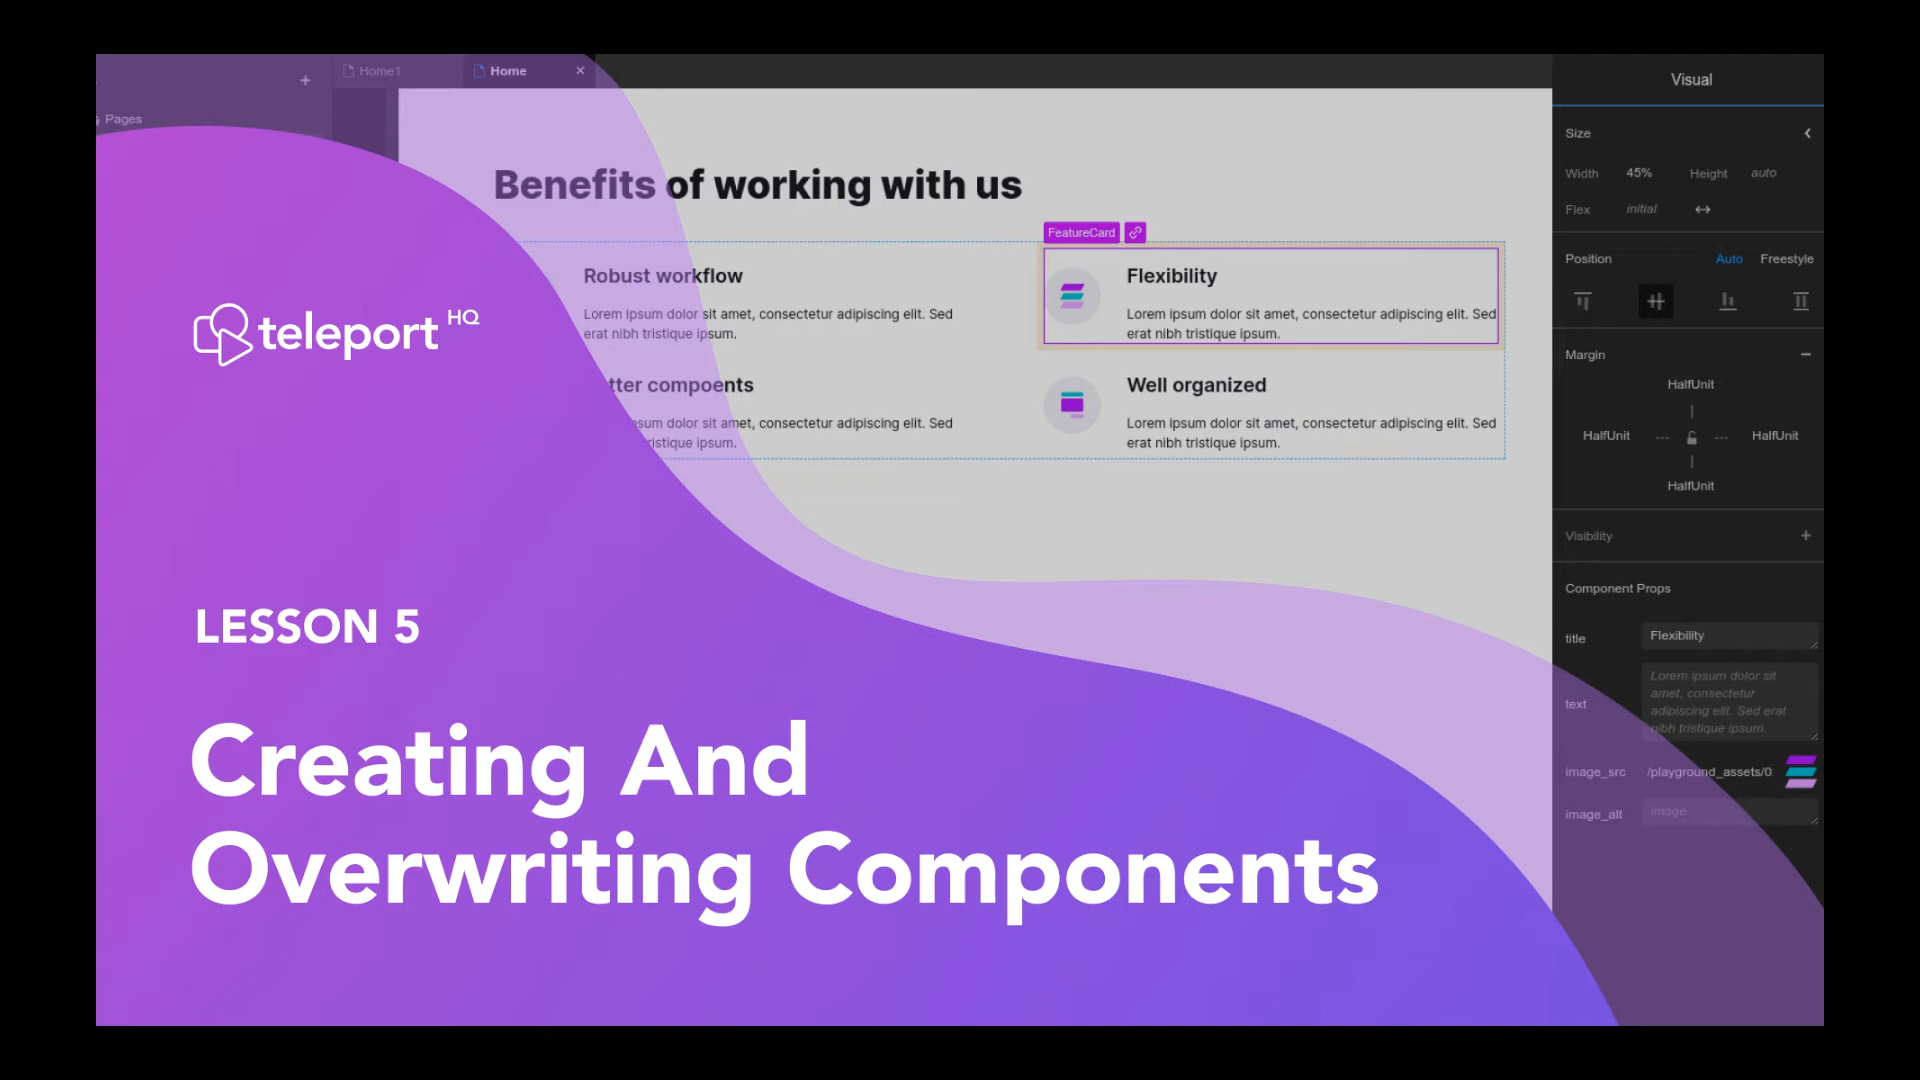 Home1
Home
Visual
Pages
Size
Width 45% Height auto
Flex initial
Benefits of working with us
FeatureCard
Position Auto Freestyle
Robust workflow
Lorem ipsum dolor sit amet, consectetur adipiscing elit. Sed
erat nibh tristique ipsum.
Flexibility
Lorem ipsum dolor sit amet, consectetur adipiscing elit. Sed
erat nibh tristique ipsum.
tter compoents
sum dolor sit amet, consectetur adipiscing elit. Sed
ristique ipsum.
Well organized
Lorem ipsum dolor sit amet, consectetur adipiscing elit. Sed
erat nibh tristique ipsum.
Margin
HalfUnit
HalfUnit HalfUnit
HalfUnit
Visibility
Component Props
title Flexibility
text
Lorem ipsum dolor sit
amet, consectetur
adipiscing elit. Sed erat
nibh tristique ipsum.
image_src /playground_assets/0
image_alt image
teleport HQ
LESSON 5
Creating And
Overwriting Components